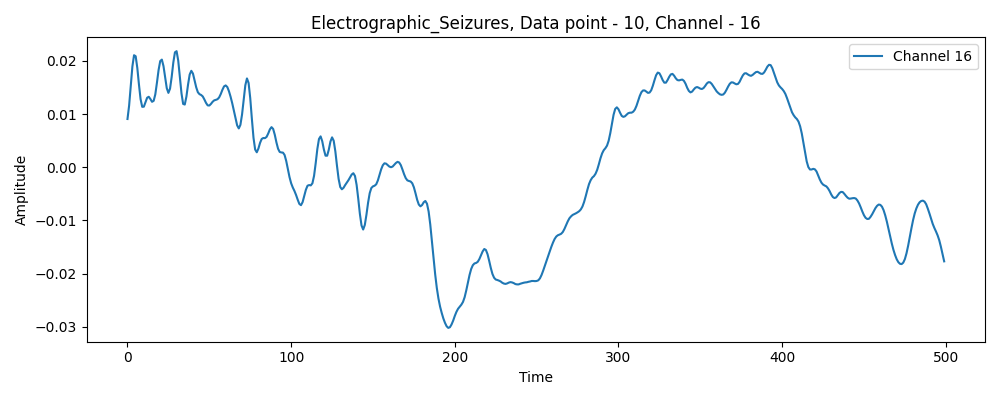 Electrographic_Seizures, Data point - 10, Channel - 16
Channel 16
Amplitude
0.02
0.01
0.00
−0.01
−0.02
−0.03
0 100 200 300 400 500
Time